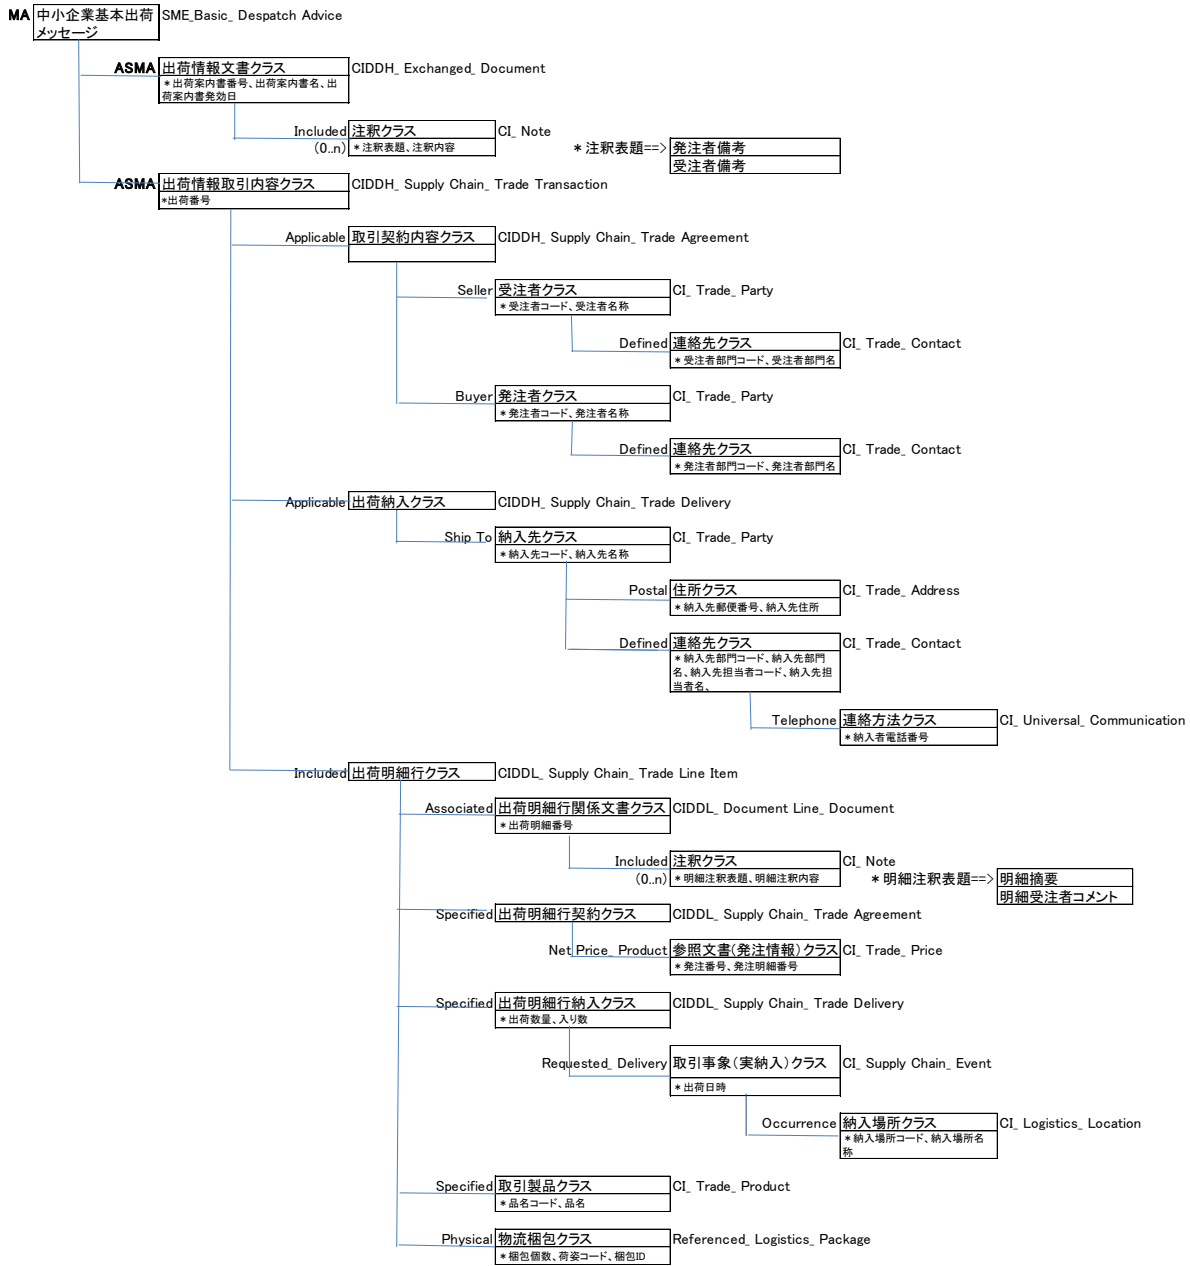 MA 中小企業基本出荷 SME_Basic_ Despatch Advice
メッセージ
ASMA 出荷情報文書クラス CIDDH_ Exchanged_ Document
＊出荷案内書番号、出荷案内書名、出
荷案内書発効日
Included 注釈クラス CI_ Note
(0..n) ＊注釈表題、注釈内容 ＊注釈表題==> 発注者備考
受注者備考
ASMA 出荷情報取引内容クラス CIDDH_ Supply Chain_ Trade Transaction
*出荷番号
Applicable 取引契約内容クラス CIDDH_ Supply Chain_ Trade Agreement
Seller 受注者クラス CI_ Trade_ Party
＊受注者コード、受注者名称
Defined 連絡先クラス CI_ Trade_ Contact
＊受注者部門コード、受注者部門名
Buyer 発注者クラス CI_ Trade_ Party
＊発注者コード、発注者名称
Defined 連絡先クラス CI_ Trade_ Contact
＊発注者部門コード、発注者部門名
Applicable 出荷納入クラス CIDDH_ Supply Chain_ Trade Delivery
Ship To 納入先クラス CI_ Trade_ Party
＊納入先コード、納入先名称
Postal 住所クラス CI_ Trade_ Address
＊納入先郵便番号、納入先住所
Defined 連絡先クラス CI_ Trade_ Contact
＊納入先部門コード、納入先部門
名、納入先担当者コード、納入先担
当者名、
Telephone 連絡方法クラス CI_ Universal_ Communication
＊納入者電話番号
Included 出荷明細行クラス CIDDL_ Supply Chain_ Trade Line Item
Associated 出荷明細行関係文書クラス CIDDL_ Document Line_ Document
＊出荷明細番号
Included 注釈クラス CI_ Note
(0..n) ＊明細注釈表題、明細注釈内容 ＊明細注釈表題==> 明細摘要
明細受注者コメント
Specified 出荷明細行契約クラス CIDDL_ Supply Chain_ Trade Agreement
Net Price_ Product 参照文書(発注情報)クラス CI_ Trade_ Price
＊発注番号、発注明細番号
Specified 出荷明細行納入クラス CIDDL_ Supply Chain_ Trade Delivery
＊出荷数量、入り数
Requested_ Delivery 取引事象(実納入)クラス CI_ Supply Chain_ Event
＊出荷日時
Occurrence 納入場所クラス CI_ Logistics_ Location
＊納入場所コード、納入場所名
称
Specified 取引製品クラス CI_ Trade_ Product
＊品名コード、品名
Physical 物流梱包クラス Referenced_ Logistics_ Package
＊梱包個数、荷姿コード、梱包ID